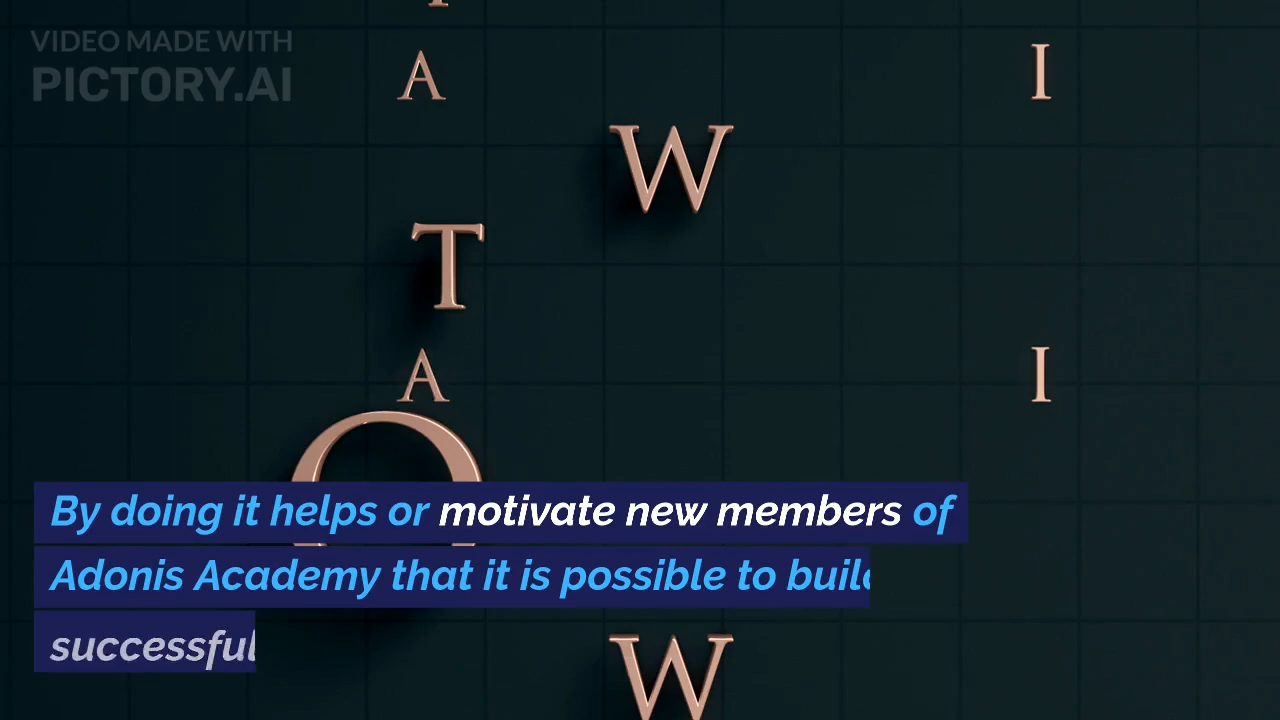 VIDEO MADE WITH
PICTORY.AI
A
I
W
T
A
I
O
By doing it helps or motivate new members of
Adonis Academy that it is possible to build
successful
W